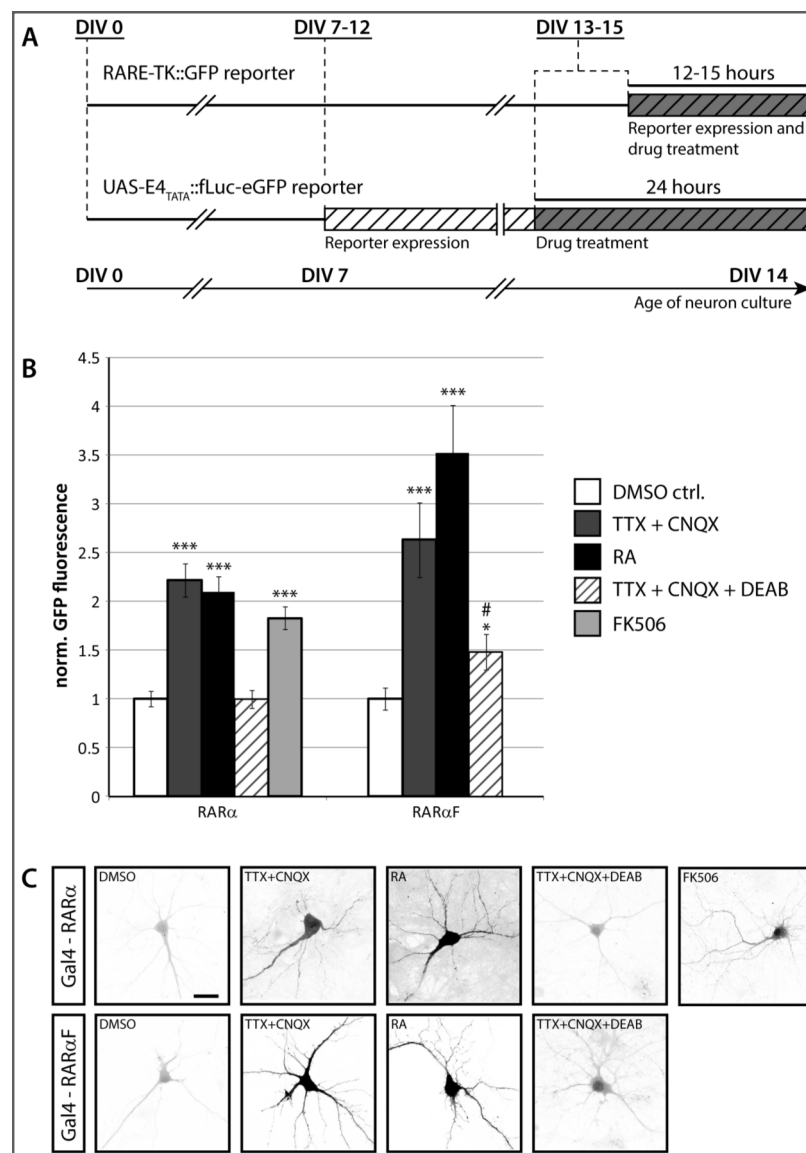 A
DIV 0 DIV 7-12 DIV 13-15
RARE-TK::GFP reporter
12-15 hours
Reporter expression and
drug treatment
UAS-E4TATA::fLuc-eGFP reporter
24 hours
Reporter expression
Drug treatment
DIV 0 DIV 7 DIV 14
Age of neuron culture
B
norm. GFP fluorescence
4.5
4
3.5
3
2.5
2
1.5
1
0.5
0
*** *** ***
*** *** # *
RARα RARαF
DMSO ctrl.
TTX + CNQX
RA
TTX + CNQX + DEAB
FK506
C
Gal4 - RARα
DMSO TTX+CNQX RA TTX+CNQX+DEAB FK506
Gal4 - RARαF
DMSO TTX+CNQX RA TTX+CNQX+DEAB